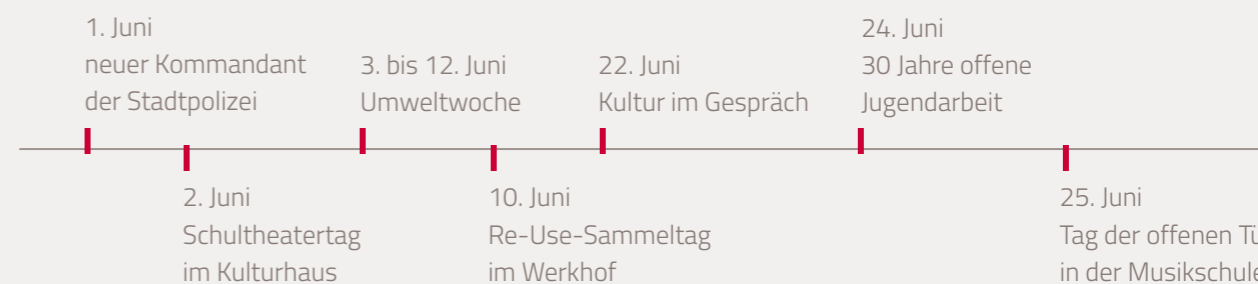 1. Juni
neuer Kommandant
der Stadtpolizei
2. Juni
Schultheatertag
im Kulturhaus
3. bis 12. Juni
Umweltwoche
10. Juni
Re-Use-Sammeltag
im Werkhof
22. Juni
Kultur im Gespräch
24. Juni
30 Jahre offene
Jugendarbeit
25. Juni
Tag der offenen
in der Musikschule